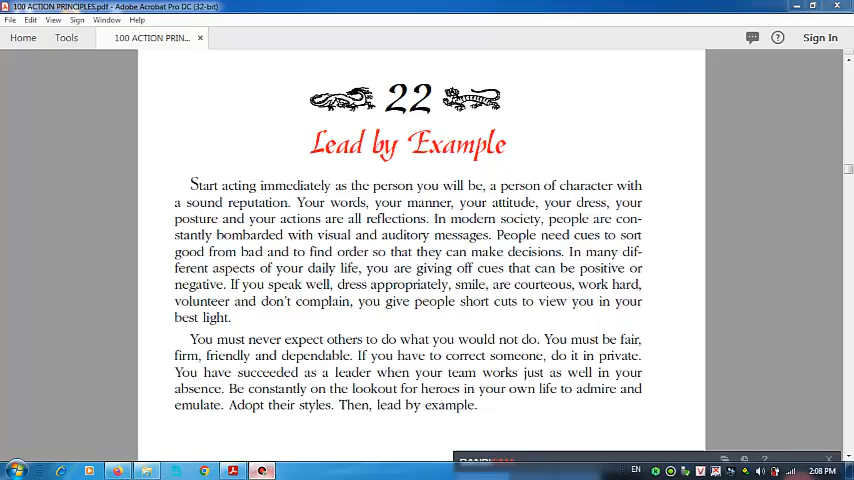 100 ACTION PRINCIPLES.pdf - Adobe Acrobat Pro DC (32-bit)
File Edit View Sign Window Help
Home Tools 100 ACTION PRIN... × Sign In
22
Lead by Example
Start acting immediately as the person you will be, a person of character with
a sound reputation. Your words, your manner, your attitude, your dress, your
posture and your actions are all reflections. In modern society, people are con-
stantly bombarded with visual and auditory messages. People need cues to sort
good from bad and to find order so that they can make decisions. In many dif-
ferent aspects of your daily life, you are giving off cues that can be positive or
negative. If you speak well, dress appropriately, smile, are courteous, work hard,
volunteer and don't complain, you give people short cuts to view you in your
best light.
You must never expect others to do what you would not do. You must be fair,
firm, friendly and dependable. If you have to correct someone, do it in private.
You have succeeded as a leader when your team works just as well in your
absence. Be constantly on the lookout for heroes in your own life to admire and
emulate. Adopt their styles. Then, lead by example.
EN 2:08 PM